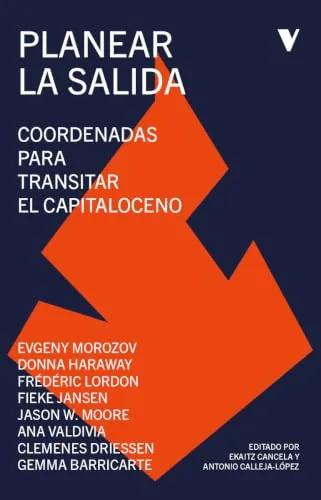 PLANEAR
LA SALIDA
V
COORDENADAS
PARA
TRANSITAR
EL CAPITALOCENO
EVGENY MOROZOV
DONNA HARAWAY
FRÉDÉRIC LORDON
FIEKE JANSEN
JASON W. MOORE
ANA VALDIVIA
CLEMENES DRIESSEN
GEMMA BARRICARTE
EDITADO POR
EKAITZ CANCELA Y
ANTONIO CALLEJA-LÓPEZ